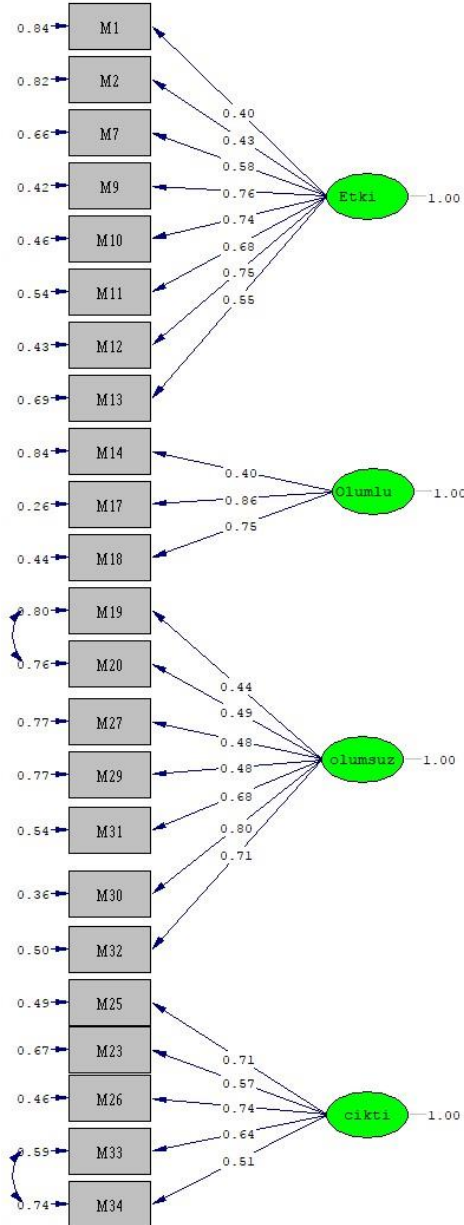 0.84 M1
0.82 M2
0.40
0.66 M7
0.43
0.58
0.42 M9
0.76
Etki 1.00
0.46 M10
0.74
0.68
0.54 M11
0.75
0.55
0.43 M12
0.69 M13
0.84 M14
0.40
0.26 M17
0.86
Olumlu 1.00
0.75
0.44 M18
0.80 M19
0.76 M20
0.44
0.49
0.77 M27
0.48
olumsuz 1.00
0.77 M29
0.48
0.68
0.54 M31
0.80
0.71
0.36 M30
0.50 M32
0.49 M25
0.67 M23
0.71
0.57
0.46 M26
0.74
cikti 1.00
0.59 M33
0.64
0.51
0.74 M34